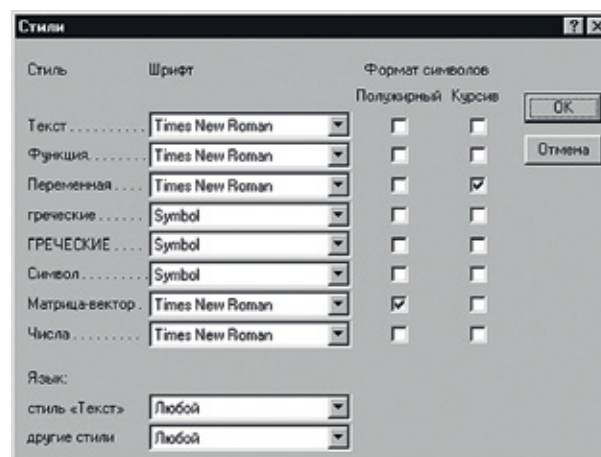 Стили
Стиль Шрифт Формат символов
Полужирный Курсив
OK
Текст.......... Times New Roman
Функция......... Times New Roman
Отмена
Переменная.... Times New Roman
греческие...... Symbol
ГРЕЧЕСКИЕ.... Symbol
Символ......... Symbol
Матрица-вектор. Times New Roman
Числа......... Times New Roman
Язык:
стиль «Текст» Любой
другие стили Любой